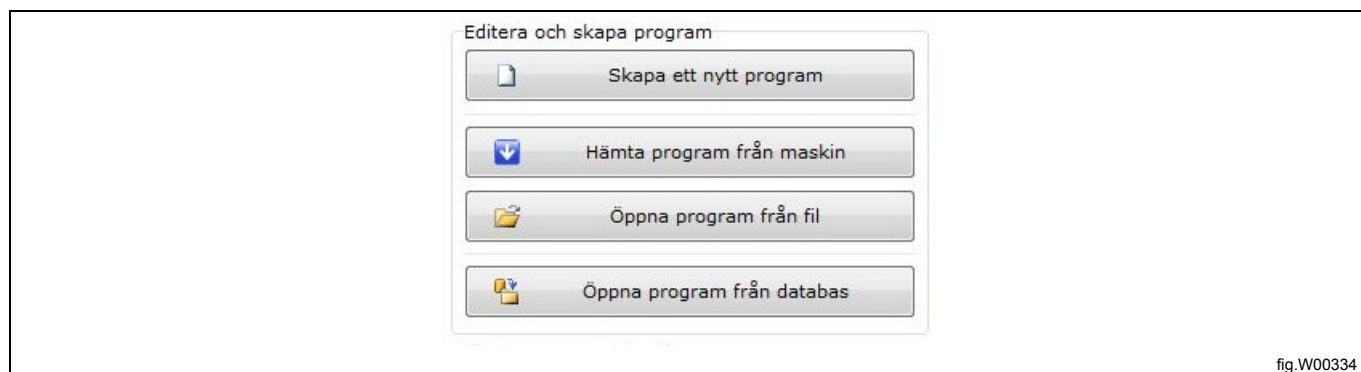 Editera och skapa program
Skapa ett nytt program
Hämta program från maskin
Öppna program från fil
Öppna program från databas
fig.W00334